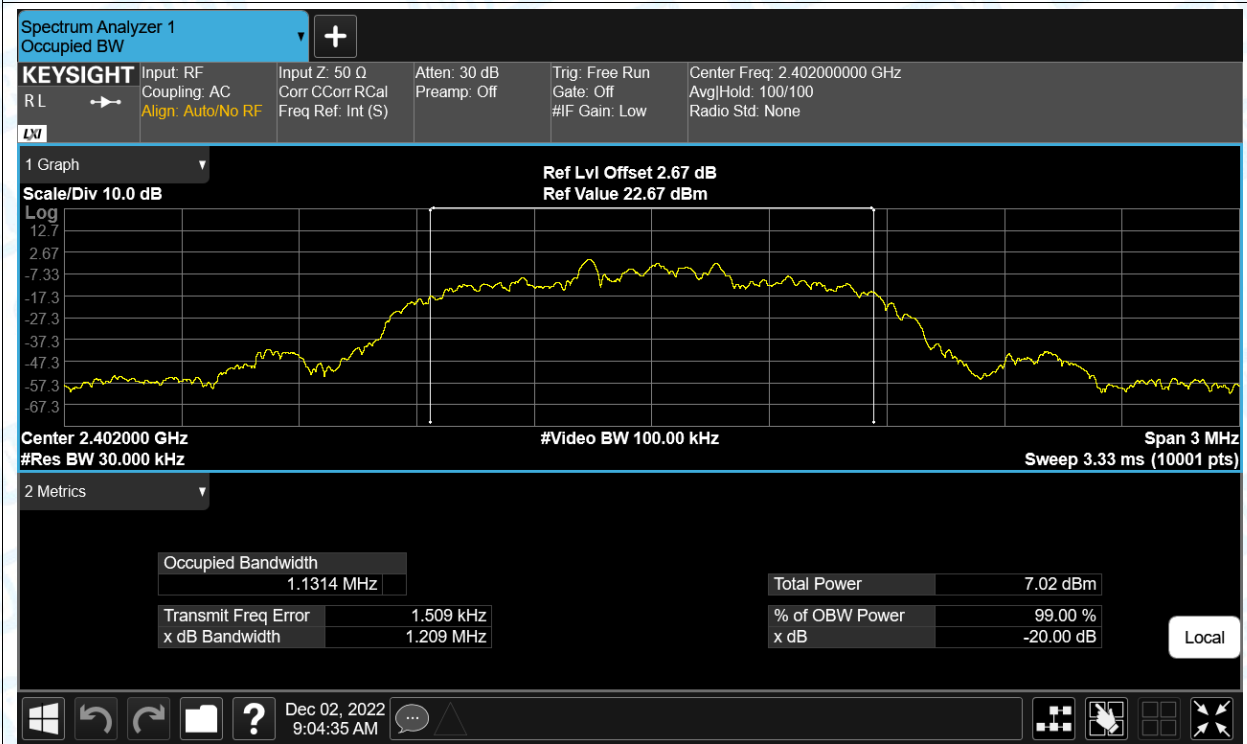 Spectrum Analyzer 1
Occupied BW
▼
+
KEYSIGHT
R L
LXI
Input: RF
Coupling: AC
Align: Auto/No RF
Input Z: 50 Ω
Corr CCorr RCal
Freq Ref: Int (S)
Atten: 30 dB
Preamp: Off
Trig: Free Run
Gate: Off
#IF Gain: Low
Center Freq: 2.402000000 GHz
Avg|Hold: 100/100
Radio Std: None
1 Graph ▼
Scale/Div 10.0 dB
Ref Lvl Offset 2.67 dB
Ref Value 22.67 dBm
Log
12.7
2.67
-7.33
-17.3
-27.3
-37.3
-47.3
-57.3
-67.3
Center 2.402000 GHz
#Res BW 30.000 kHz
#Video BW 100.00 kHz
Span 3 MHz
Sweep 3.33 ms (10001 pts)
2 Metrics ▼
Occupied Bandwidth
1.1314 MHz
Transmit Freq Error 1.509 kHz
x dB Bandwidth 1.209 MHz
Total Power 7.02 dBm
% of OBW Power 99.00 %
x dB -20.00 dB
Local
?
Dec 02, 2022
9:04:35 AM